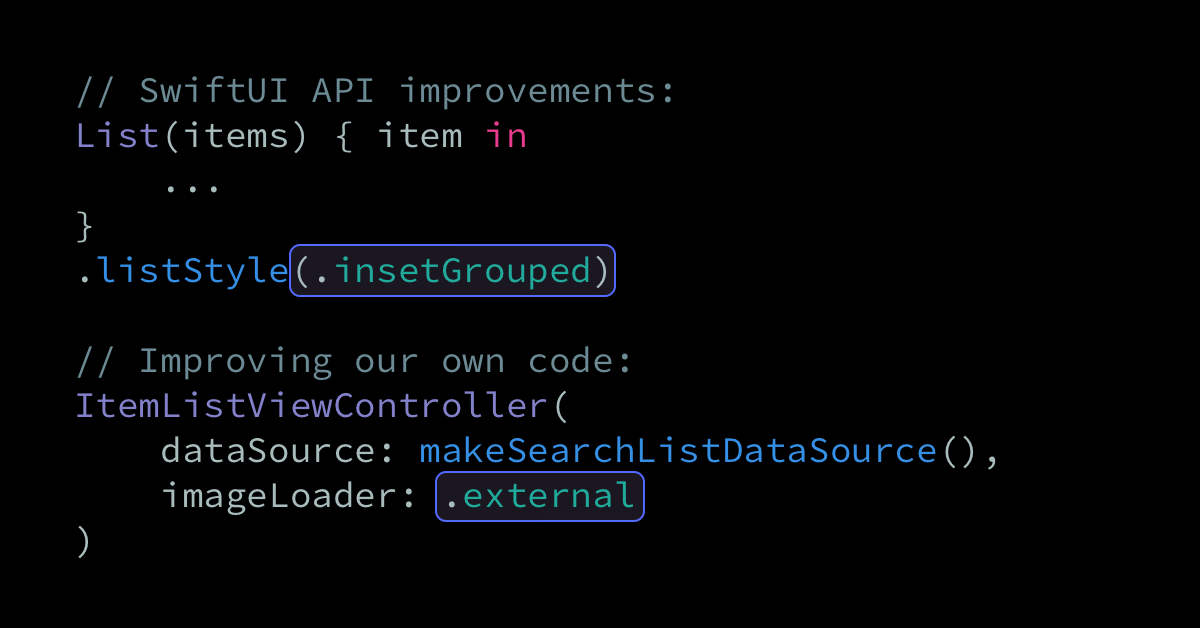 // SwiftUI API improvements:
List(items) { item in
    ...
}
.listStyle(.insetGrouped)

// Improving our own code:
ItemListViewController(
    dataSource: makeSearchListDataSource(),
    imageLoader: .external
)